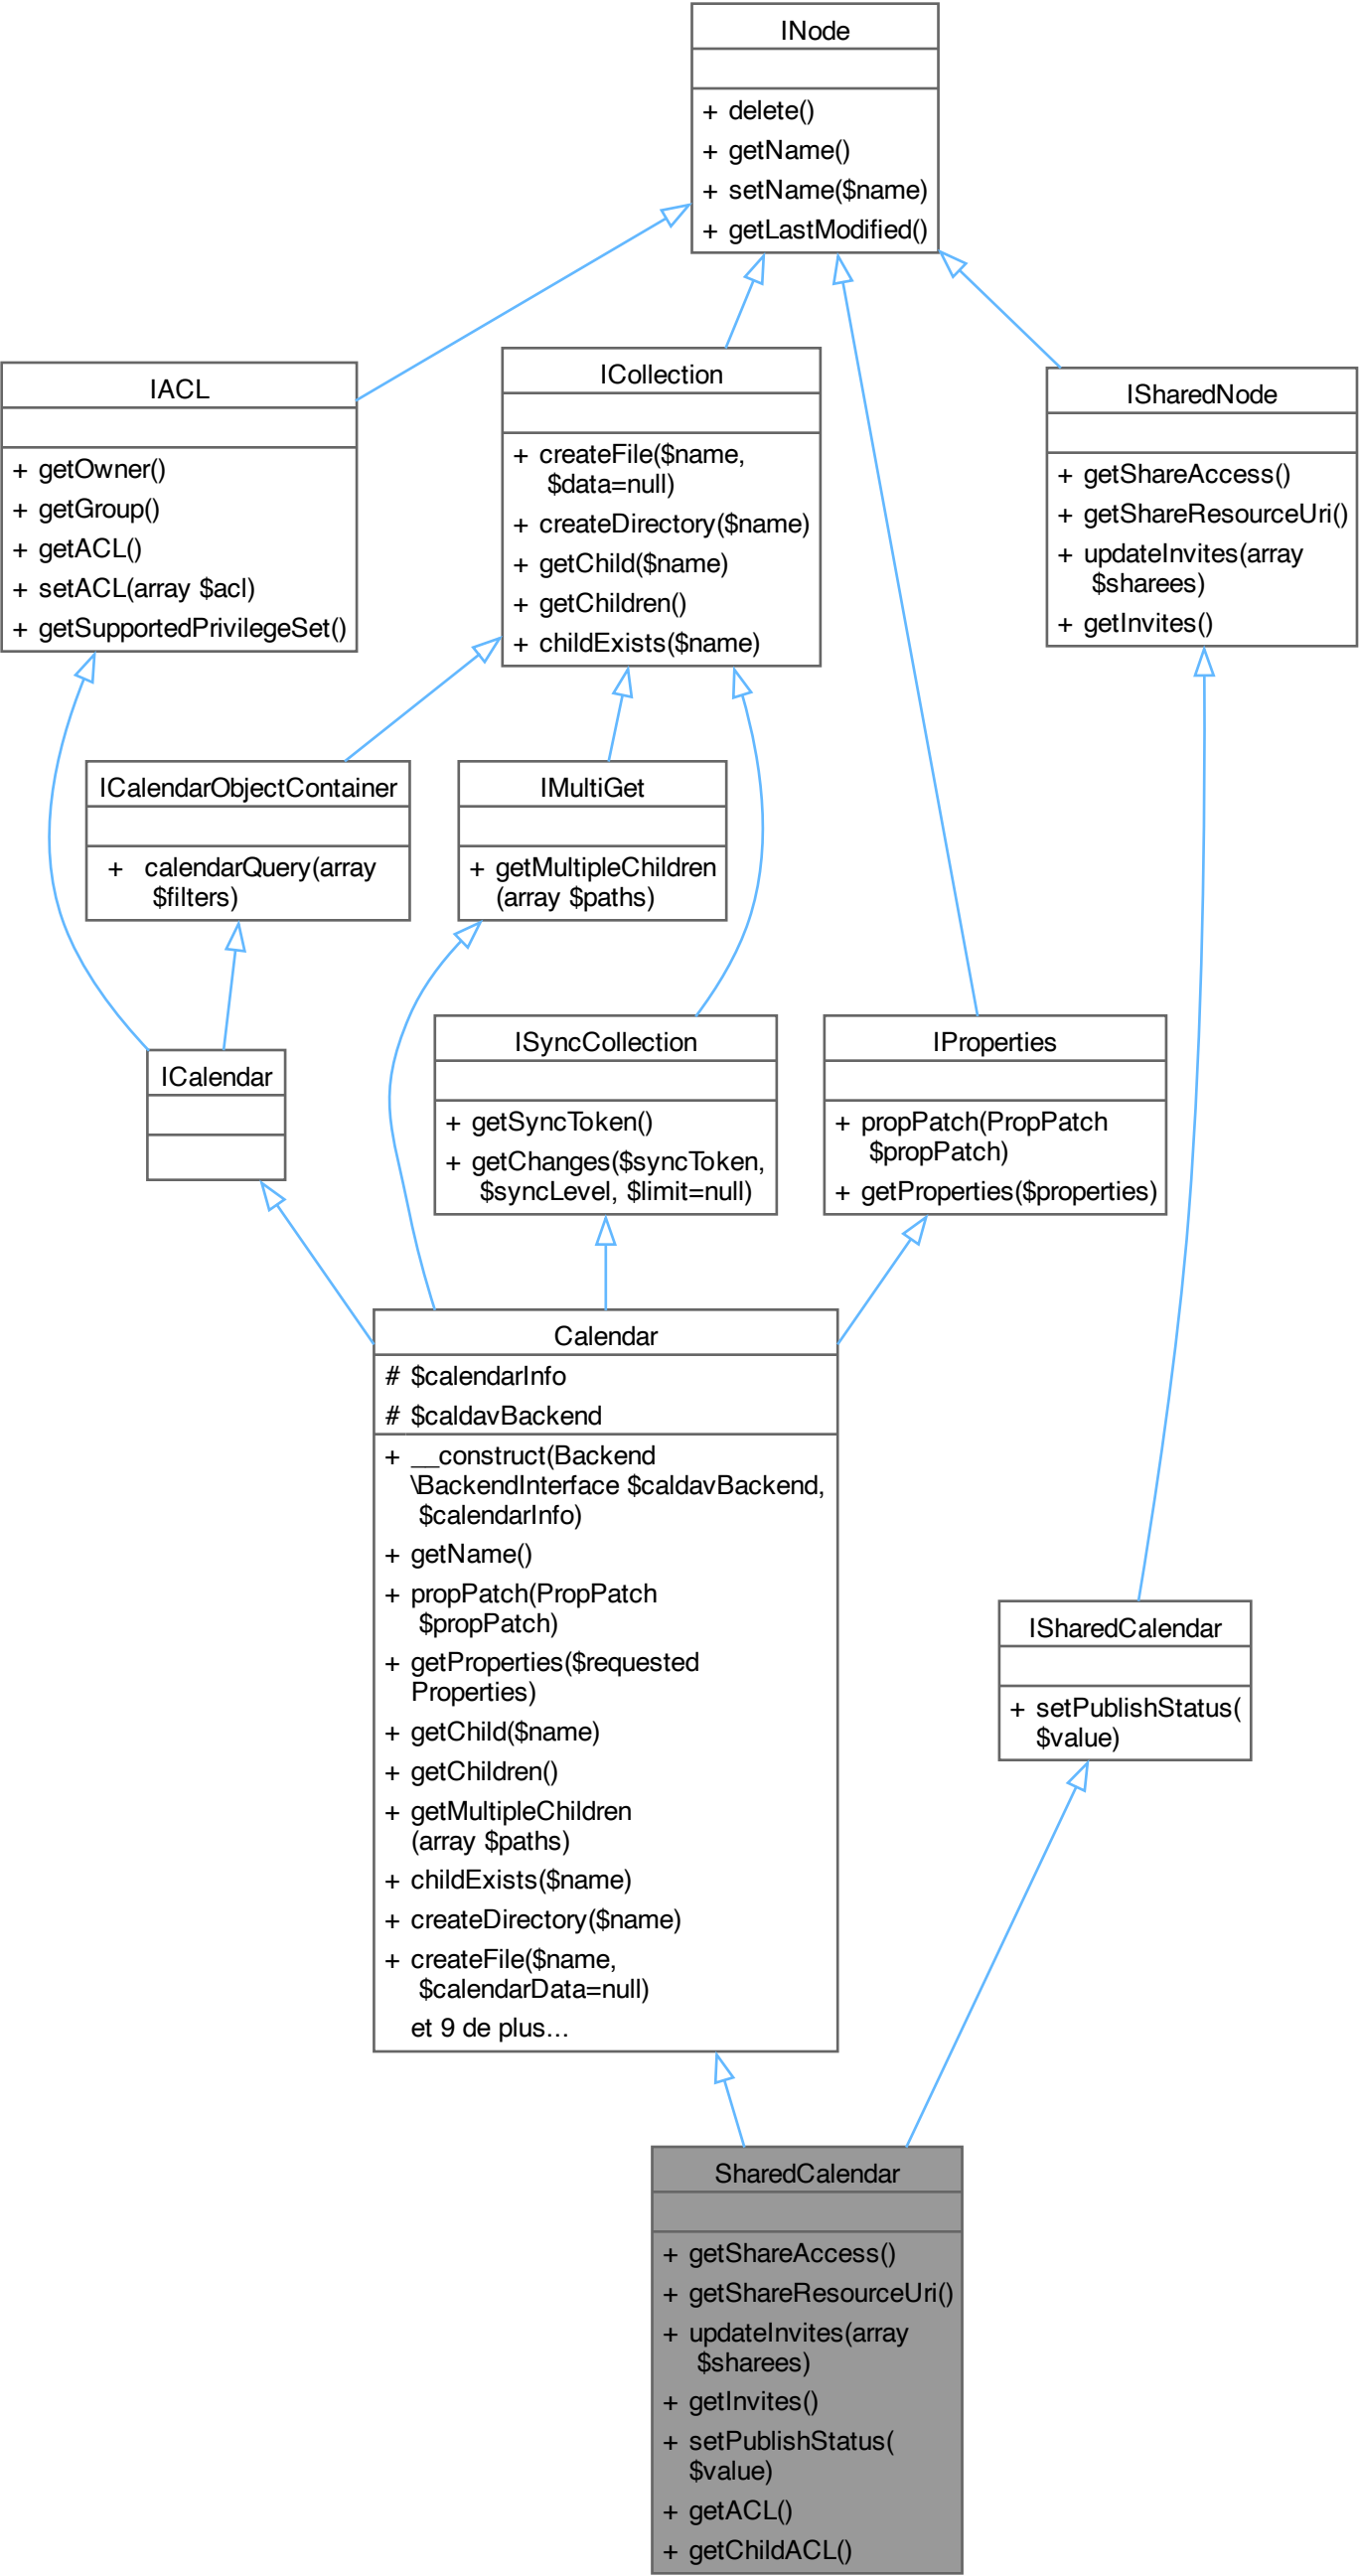 INode
+ delete()
+ getName()
+ setName($name)
+ getLastModified()
IACL
+ getOwner()
+ getGroup()
+ getACL()
+ setACL(array $acl)
+ getSupportedPrivilegeSet()
ICollection
+ createFile($name,
$data=null)
+ createDirectory($name)
+ getChild($name)
+ getChildren()
+ childExists($name)
ISharedNode
+ getShareAccess()
+ getShareResourceUri()
+ updateInvites(array
$sharees)
+ getInvites()
ICalendarObjectContainer
+ calendarQuery(array
$filters)
IMultiGet
+ getMultipleChildren
(array $paths)
ICalendar
ISyncCollection
+ getSyncToken()
+ getChanges($syncToken,
$syncLevel, $limit=null)
IProperties
+ propPatch(PropPatch
$propPatch)
+ getProperties($properties)
Calendar
# $calendarInfo
# $caldavBackend
+ __construct(Backend
\BackendInterface $caldavBackend,
$calendarInfo)
+ getName()
+ propPatch(PropPatch
$propPatch)
+ getProperties($requested
Properties)
+ getChild($name)
+ getChildren()
+ getMultipleChildren
(array $paths)
+ childExists($name)
+ createDirectory($name)
+ createFile($name,
$calendarData=null)
et 9 de plus...
ISharedCalendar
+ setPublishStatus(
$value)
SharedCalendar
+ getShareAccess()
+ getShareResourceUri()
+ updateInvites(array
$sharees)
+ getInvites()
+ setPublishStatus(
$value)
+ getACL()
+ getChildACL()